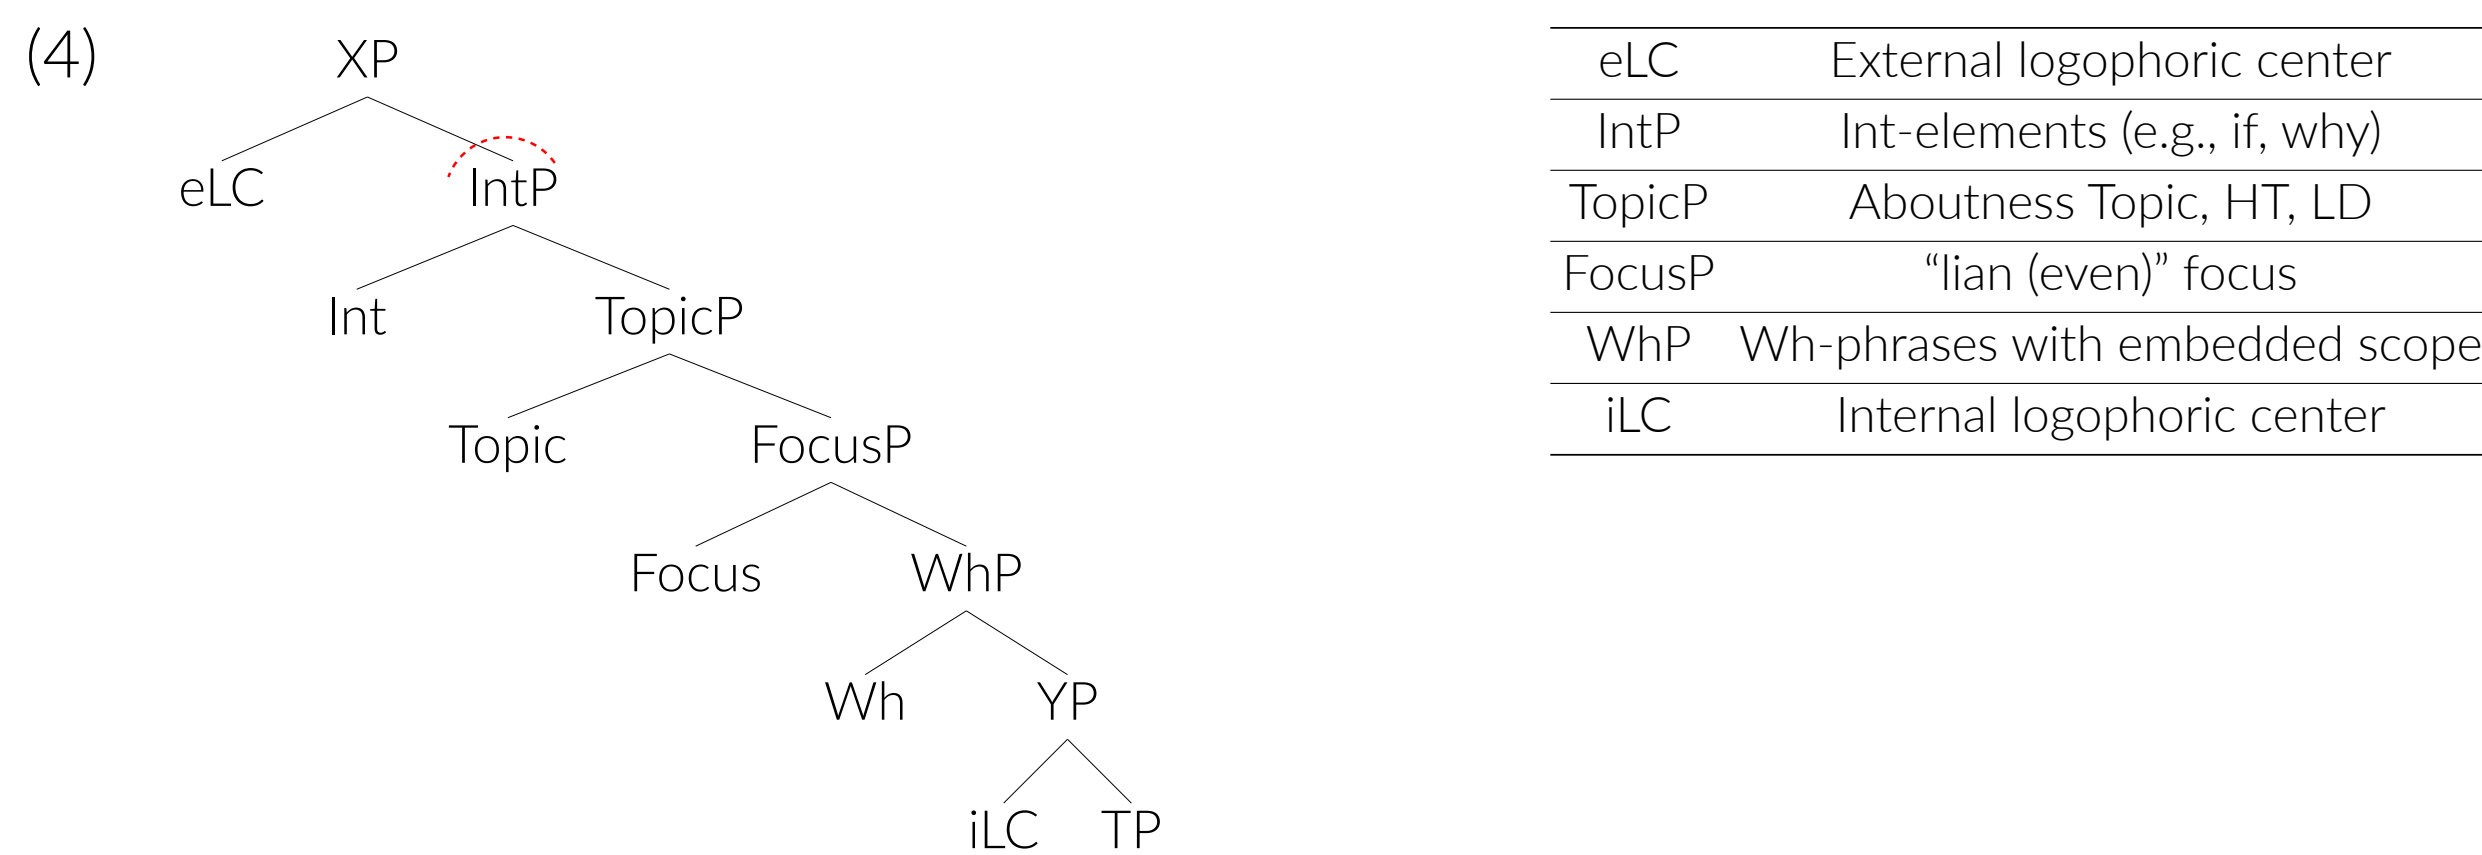 (4)
XP
eLC IntP
Int TopicP
Topic FocusP
Focus WhP
Wh YP
iLC TP
eLC External logophoric center
IntP Int-elements (e.g., if, why)
TopicP Aboutness Topic, HT, LD
FocusP “lian (even)” focus
WhP Wh-phrases with embedded scope
iLC Internal logophoric center